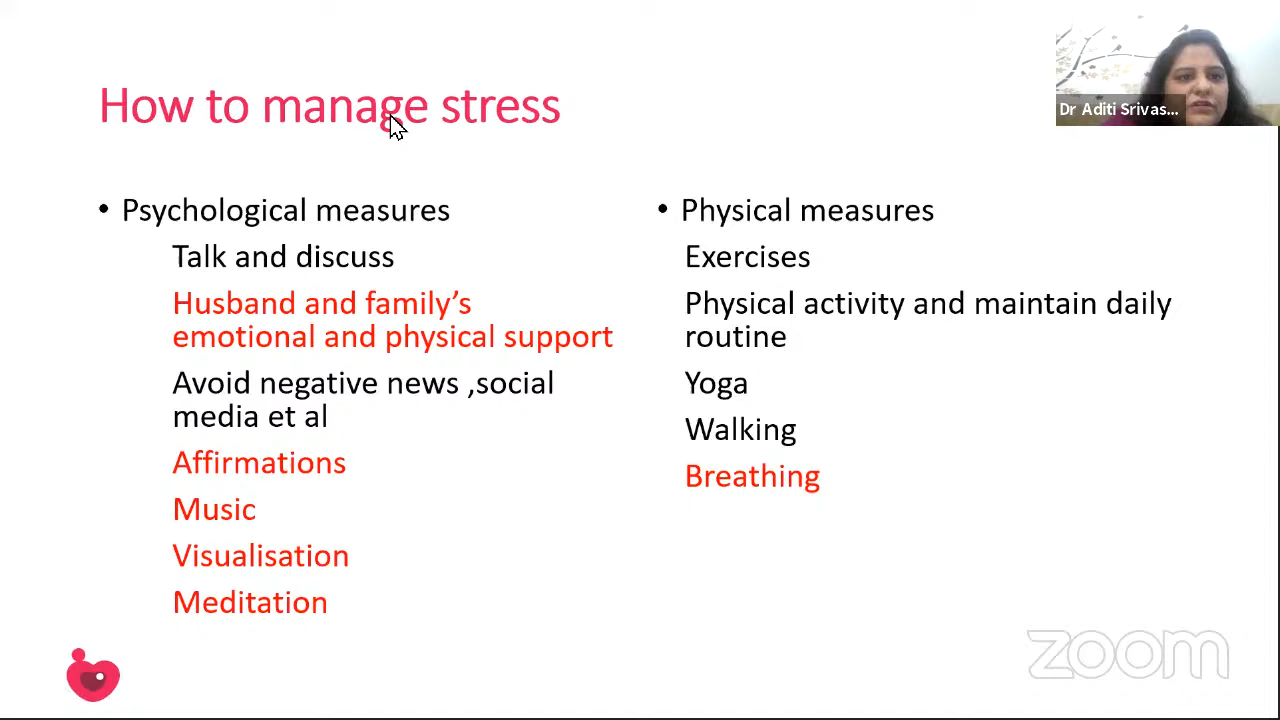 How to manage stress
Dr Aditi Srivas...
• Psychological measures
Talk and discuss
Husband and family’s
emotional and physical support
Avoid negative news ,social
media et al
Affirmations
Music
Visualisation
Meditation
• Physical measures
Exercises
Physical activity and maintain daily
routine
Yoga
Walking
Breathing
zoom